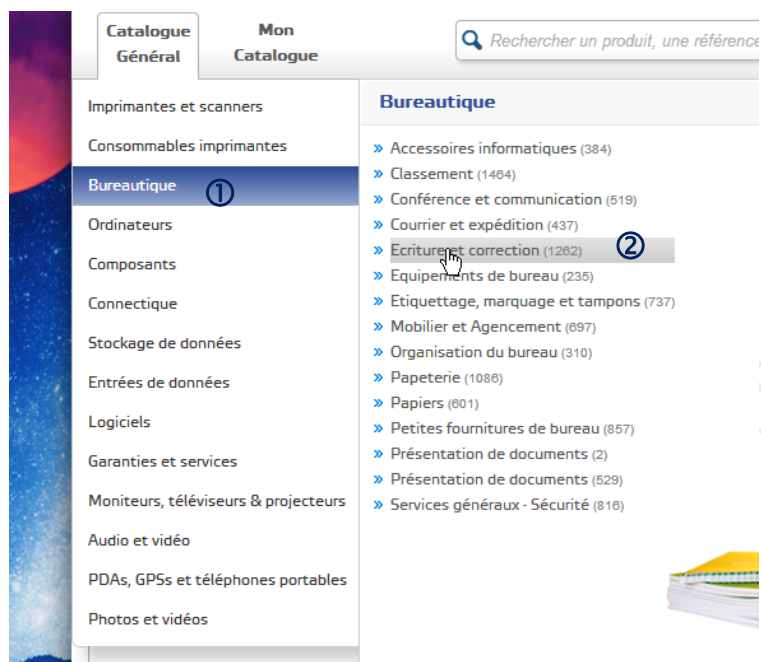 Catalogue
Général
Mon
Catalogue
Rechercher un produit, une référence
Imprimantes et scanners
Consommables imprimantes
Bureautique ①
Ordinateurs
Composants
Connectique
Stockage de données
Entrées de données
Logiciels
Garanties et services
Moniteurs, téléviseurs & projecteurs
Audio et vidéo
PDAs, GPSs et téléphones portables
Photos et vidéos
Bureautique
» Accessoires informatiques (384)
» Classement (1464)
» Conférence et communication (519)
» Courrier et expédition (437)
» Ecriture et correction (1262) ②
» Equipements de bureau (235)
» Etiquettage, marquage et tampons (737)
» Mobilier et Agencement (697)
» Organisation du bureau (310)
» Papeterie (1086)
» Papiers (601)
» Petites fournitures de bureau (857)
» Présentation de documents (2)
» Présentation de documents (529)
» Services généraux - Sécurité (816)